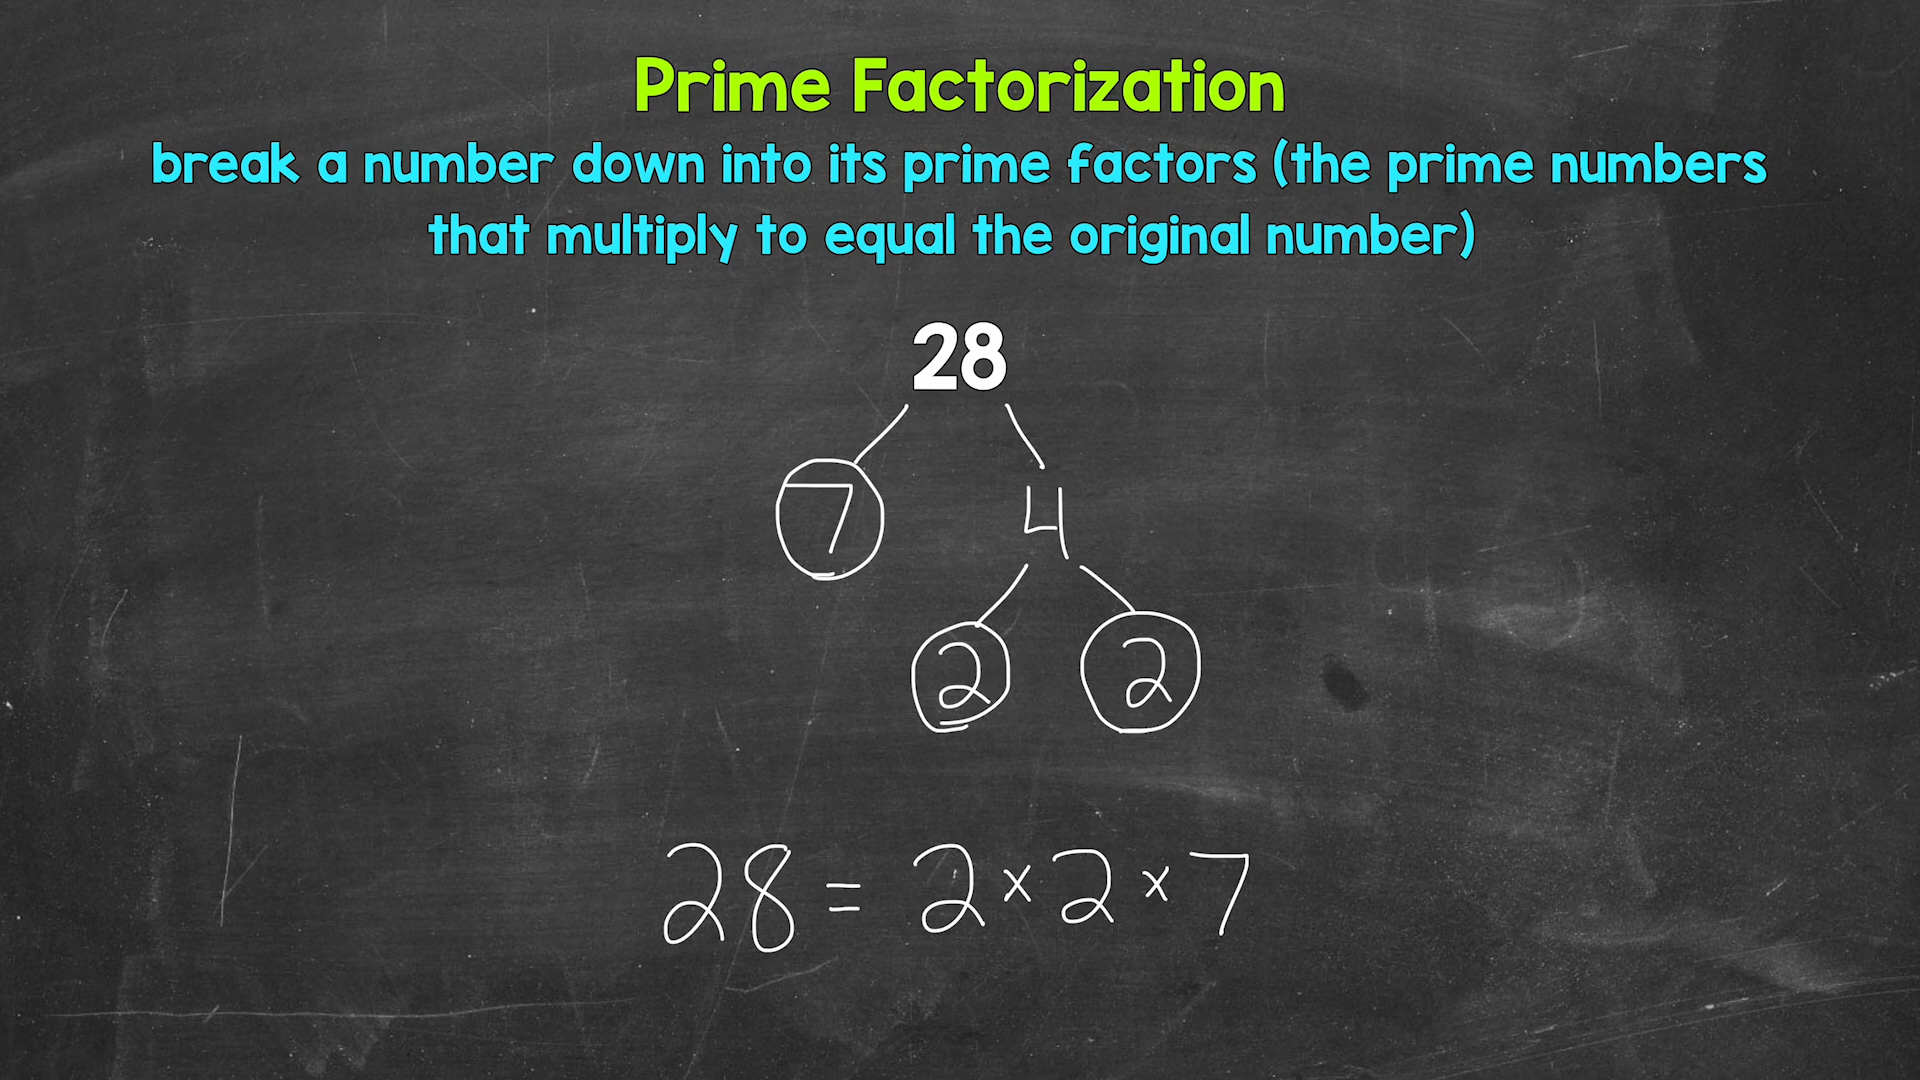 Prime Factorization
break a number down into its prime factors (the prime numbers
that multiply to equal the original number)
28
7 4
2 2
28 = 2 × 2 × 7